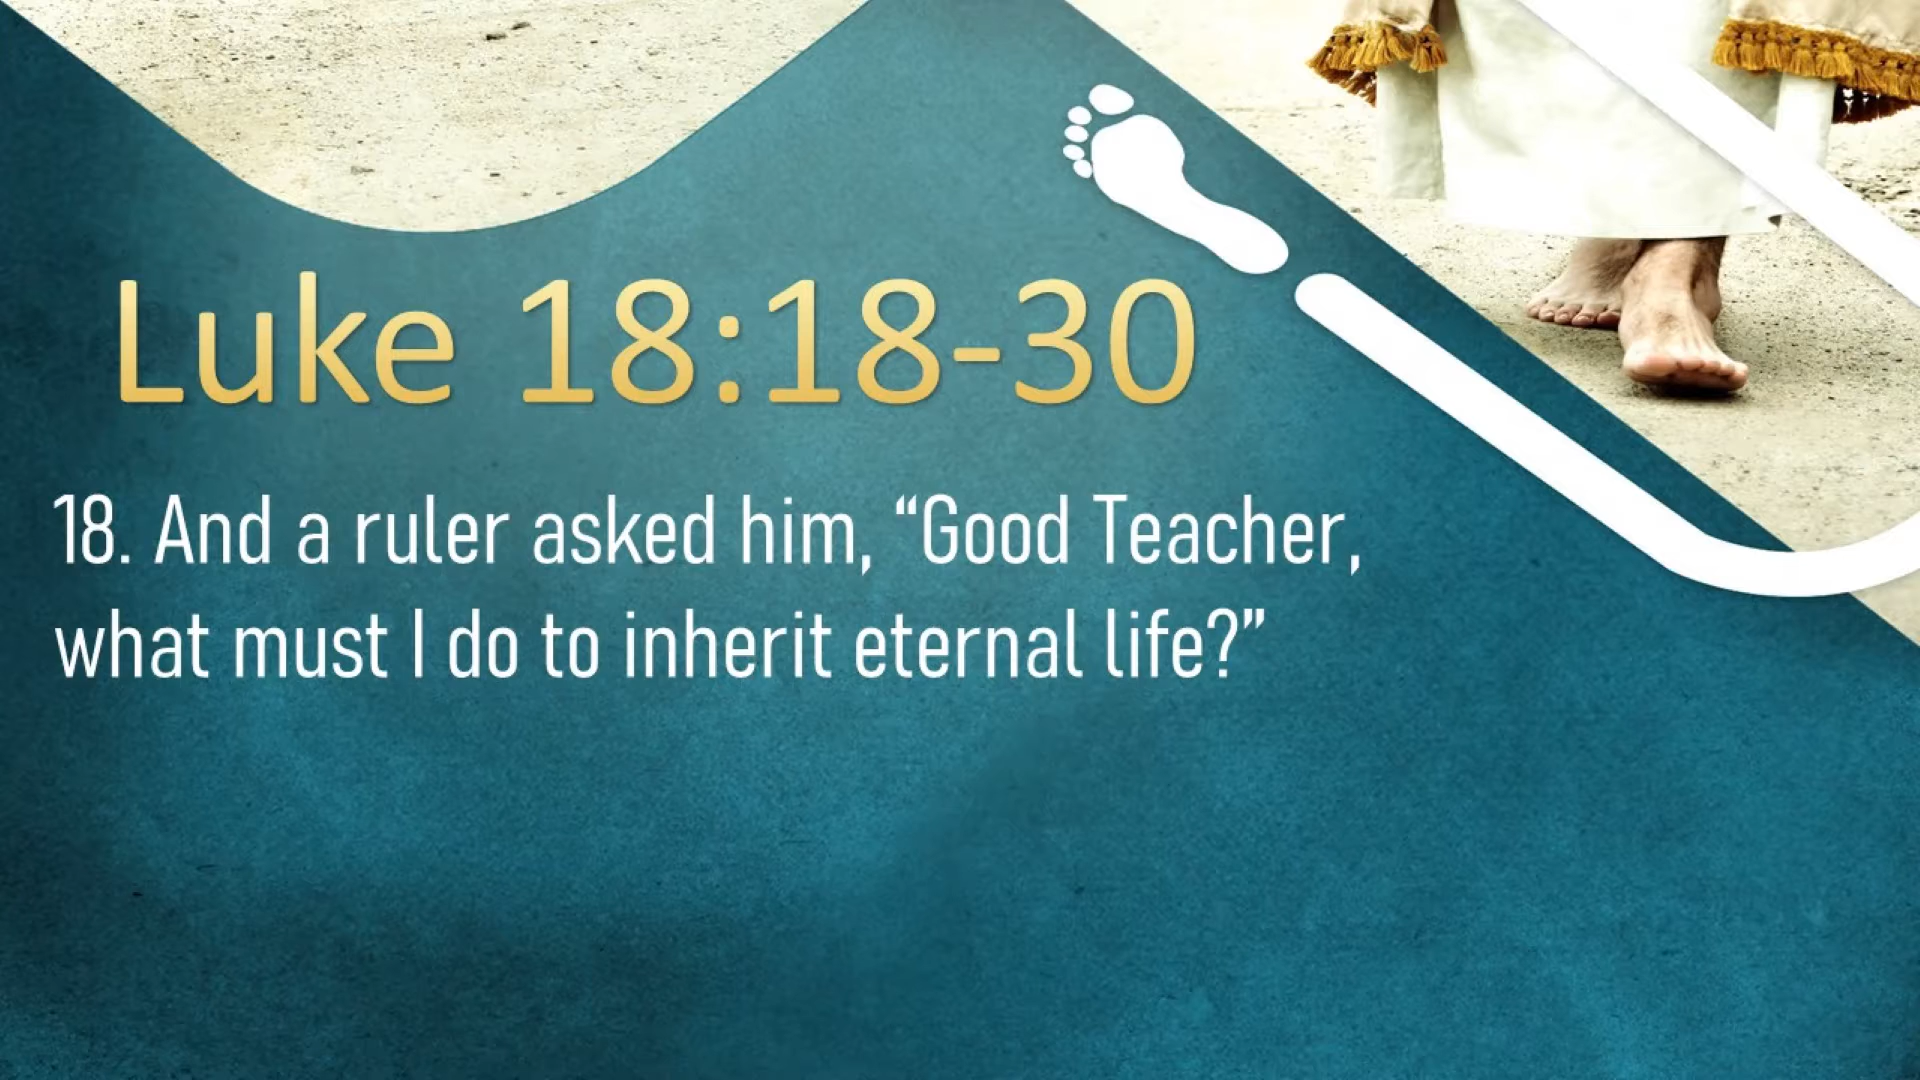 Luke 18:18-30
18. And a ruler asked him, “Good Teacher,
what must I do to inherit eternal life?”